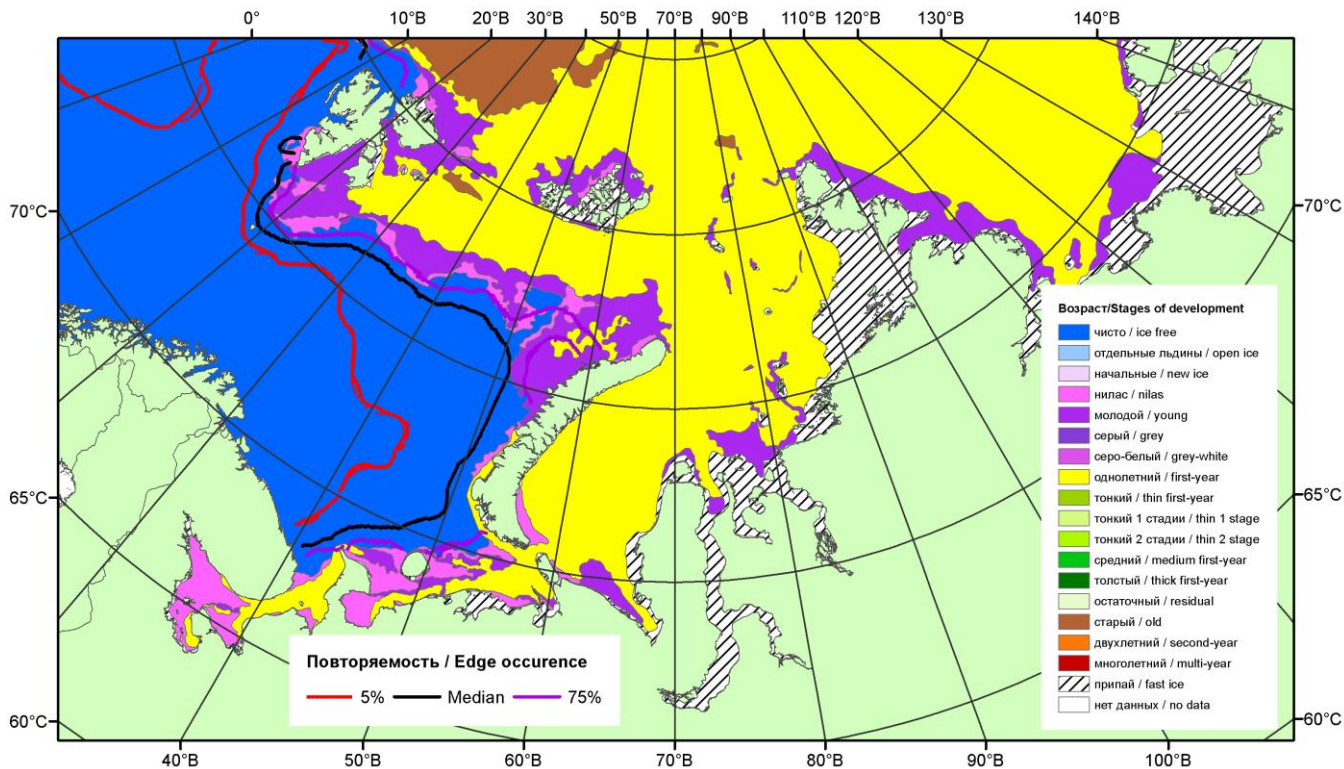 0° 10°В 20°В 30°В 50°В 70°В 90°В 110°В 120°В 130°В 140°В
70°С 70°С
65°С 65°С
60°С 60°С
Возраст/Stages of development
чисто / ice free
отдельные льдины / open ice
начальные / new ice
нилас / nilas
молодой / young
серый / grey
серо-белый / grey-white
однолетний / first-year
тонкий / thin first-year
тонкий 1 стадии / thin 1 stage
тонкий 2 стадии / thin 2 stage
средний / medium first-year
толстый / thick first-year
остаточный / residual
старый / old
двухлетний / second-year
многолетний / multi-year
припай / fast ice
нет данных / no data
Повторяемость / Edge occurence
5% Median 75%
40°В 50°В 60°В 70°В 80°В 90°В 100°В